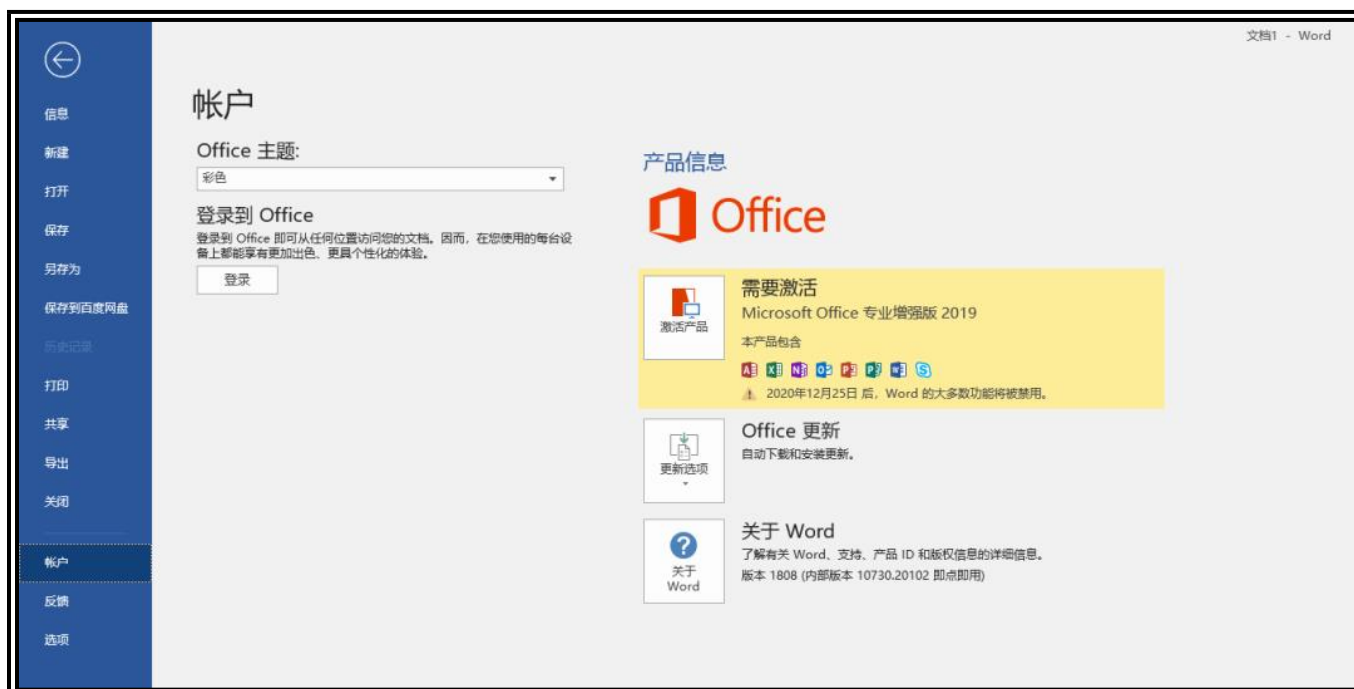 文档1 - Word
信息
新建
打开
保存
另存为
保存到百度网盘
历史记录
打印
共享
导出
关闭
帐户
反馈
选项
帐户
Office 主题:
彩色
登录到 Office
登录到 Office 即可从任何位置访问您的文档。因而，在您使用的每台设
备上都能享有更加出色、更具个性化的体验。
登录
产品信息
Office
激活产品
需要激活
Microsoft Office 专业增强版 2019
本产品包含
2020年12月25日 后，Word 的大多数功能将被禁用。
更新选项
Office 更新
自动下载和安装更新。
关于
Word
关于 Word
了解有关 Word、支持、产品 ID 和版权信息的详细信息。
版本 1808 (内部版本 10730.20102 即点即用)